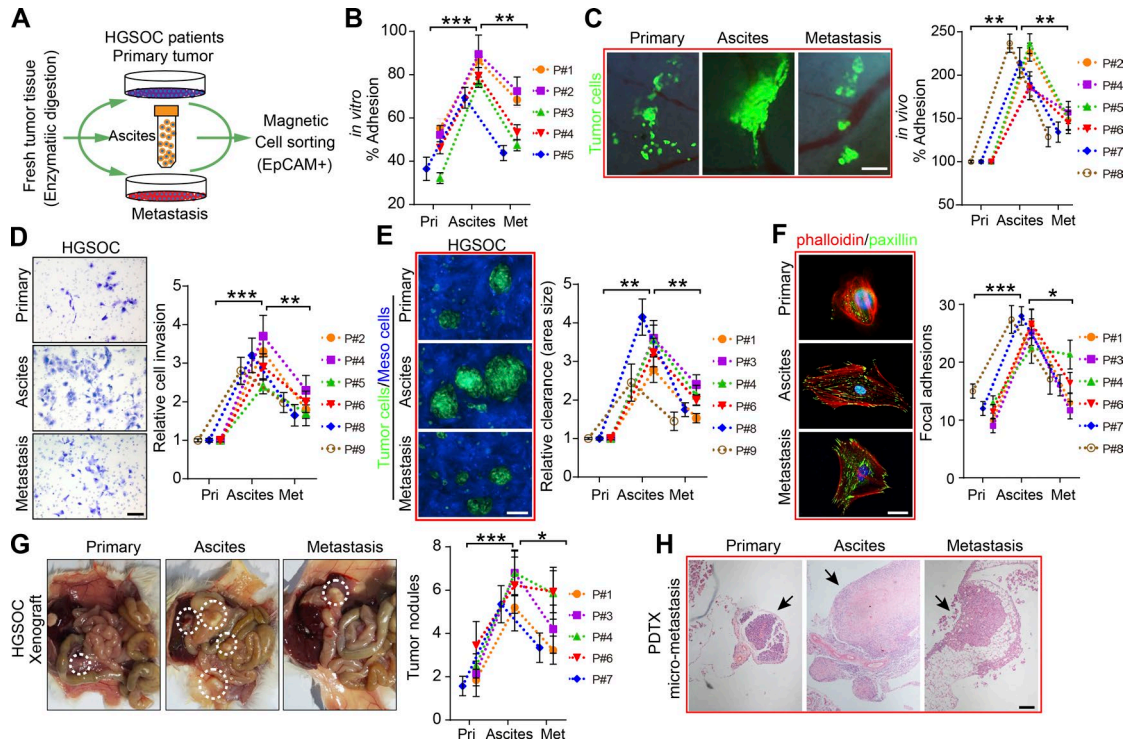 A
HGSOC patients
Primary tumor
Fresh tumor tissue
(Enzymatic digestion)
Ascites
Magnetic
Cell sorting
(EpCAM+)
Metastasis
B
in vitro
% Adhesion
100
80
60
40
20
***
**
Pri Ascites Met
P#1
P#2
P#3
P#4
P#5
C
Primary Ascites Metastasis
Tumor cells
in vivo
% Adhesion
250
200
150
100
50
**
**
Pri Ascites Met
P#2
P#4
P#5
P#6
P#7
P#8
D
HGSOC
Primary
Ascites
Metastasis
Relative cell invasion
5
4
3
2
1
0
***
**
Pri Ascites Met
P#2
P#4
P#5
P#6
P#8
P#9
E
HGSOC
Tumor cells/Meso cells
Primary
Ascites
Metastasis
Relative clearance (area size)
5
4
3
2
1
0
**
**
Pri Ascites Met
P#1
P#3
P#4
P#6
P#7
P#8
F
phalloidin/paxillin
Primary
Ascites
Metastasis
Focal adhesions
30
20
10
0
***
*
Pri Ascites Met
P#1
P#3
P#4
P#6
P#7
P#8
G
Primary Ascites Metastasis
HGSOC
Xenograft
Tumor nodules
8
6
4
2
0
***
*
Pri Ascites Met
P#1
P#3
P#4
P#6
P#7
H
Primary Ascites Metastasis
PDTX
micro-metastasis